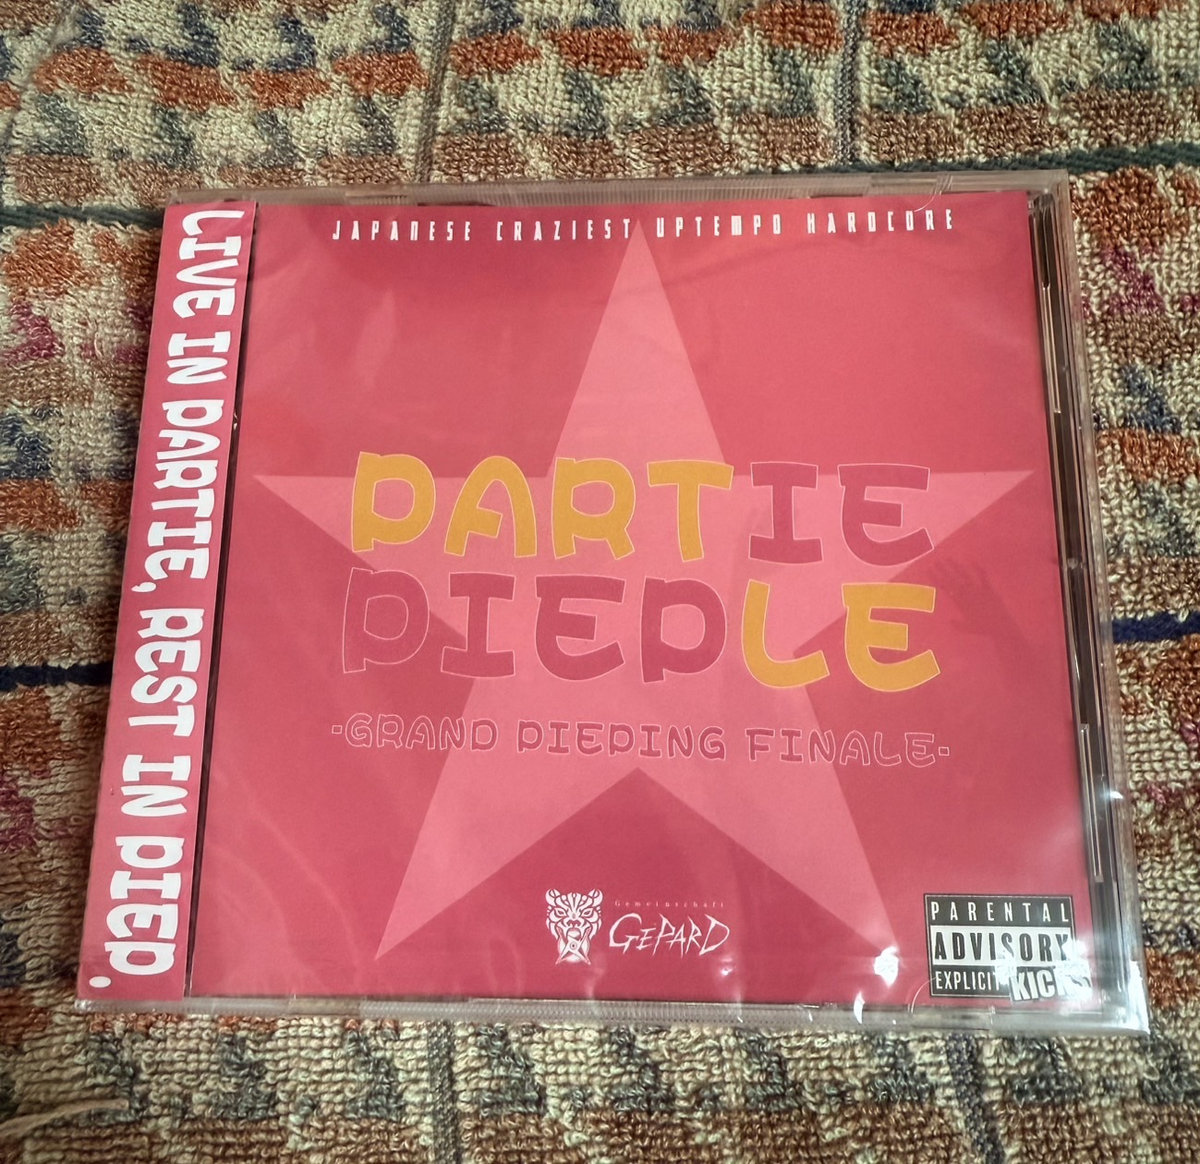 JAPANESE CRAZIEST UPTEMPO HARDCORE
LIVE IN PARTIE, REST IN PIEP.
PARTIE
PIEPLE
-GRAND PIEPING FINALE-
Gemeinschaft
GEPARD
PARENTAL
ADVISORY
EXPLICIT KICKS